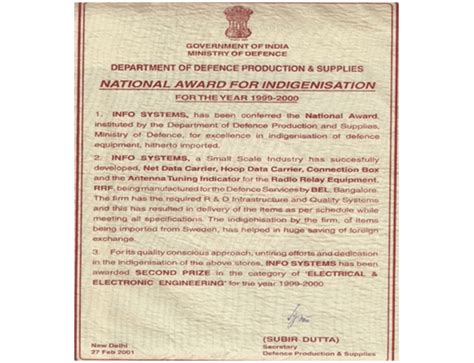 GOVERNMENT OF INDIA
MINISTRY OF DEFENCE
DEPARTMENT OF DEFENCE PRODUCTION & SUPPLIES
NATIONAL AWARD FOR INDIGENISATION
FOR THE YEAR 1999-2000
1. INFO SYSTEMS, has been conferred the National Award,
instituted by the Department of Defence Production and Supplies,
Ministry of Defence, for excellence in indigenisation of defence
equipment, hitherto imported.
2. INFO SYSTEMS, a Small Scale Industry has succesfully
developed, Net Data Carrier, Hoop Data Carrier, Connection Box
and the Antenna Tuning Indicator for the Radio Relay Equipment,
RRF, being manufactured for the Defence Services by BEL, Bangalore.
The firm has the required R & D Infrastructure and Quality Systems
and this has resulted in delivery of the items as per schedule while
meeting all specifications. The indigenisation by the firm, of items
being imported from Sweden, has helped in huge saving of foreign
exchange.
3. For its quality conscious approach, untiring efforts and dedication
in the indigenisation of the above stores, INFO SYSTEMS has been
awarded SECOND PRIZE in the category of 'ELECTRICAL &
ELECTRONIC ENGINEERING' for the year 1999-2000.
(SUBIR DUTTA)
New Delhi Secretary
27 Feb 2001 Defence Production & Supplies